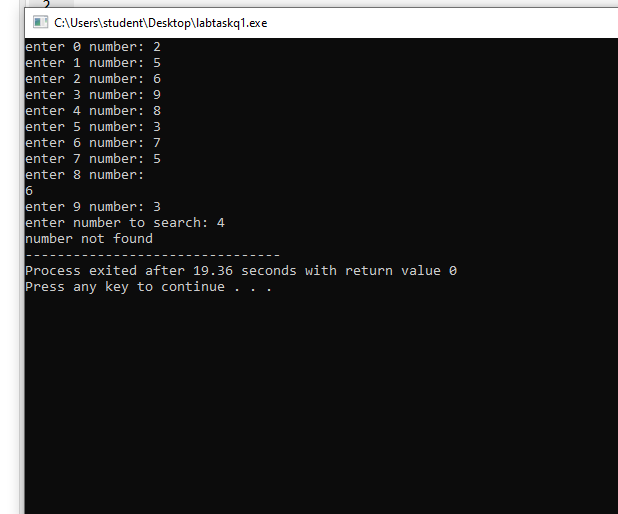 2
C:\Users\student\Desktop\labtaskq1.exe
enter 0 number: 2
enter 1 number: 5
enter 2 number: 6
enter 3 number: 9
enter 4 number: 8
enter 5 number: 3
enter 6 number: 7
enter 7 number: 5
enter 8 number:
6
enter 9 number: 3
enter number to search: 4
number not found
--------------------------------
Process exited after 19.36 seconds with return value 0
Press any key to continue . . .